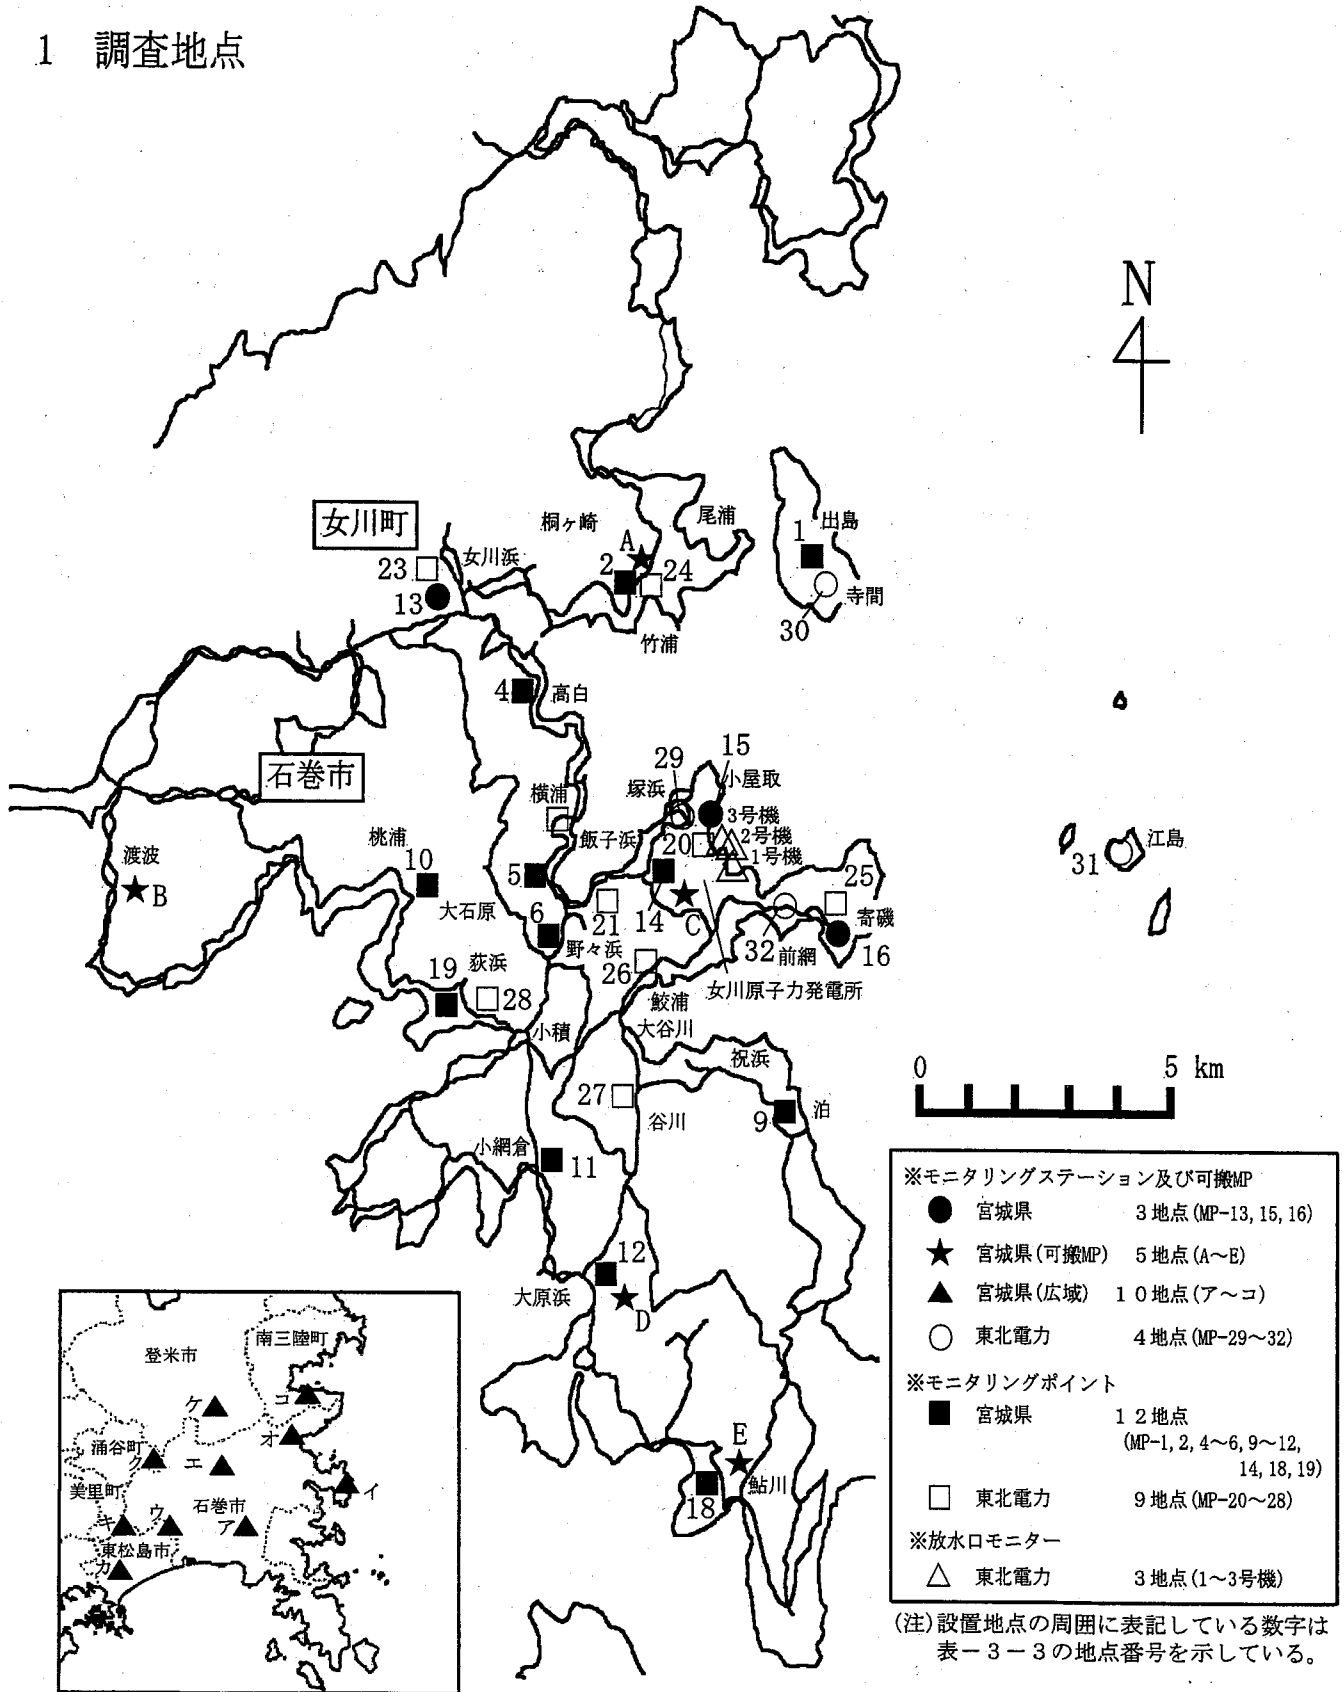 1 調査地点
N
女川町
桐ヶ崎
尾浦
出島
1
A
女川浜
23
2
24
13
寺間
30
竹浦
4
高白
石巻市
29
15
小屋取
塚浜
横浦
3号機
2号機
飯子浜
20
1号機
江島
31
桃浦
渡波
10
B
5
25
大石原
6
21
14
C
寄磯
野々浜
32
前網
16
26
荻浜
19
28
鮫浦
女川原子力発電所
小積
大谷川
祝浜
0
5 km
27
谷川
9
泊
小網倉
11
12
大原浜
D
E
18
鮎川
南三陸町
登米市
コ
ケ
オ
涌谷町
ク
エ
美里町
イ
石巻市
キ
ウ
ア
東松島市
カ
※モニタリングステーション及び可搬MP
● 宮城県 3地点(MP-13, 15, 16)
★ 宮城県(可搬MP) 5地点(A~E)
▲ 宮城県(広域) 10地点(ア~コ)
○ 東北電力 4地点(MP-29~32)
※モニタリングポイント
■ 宮城県 12地点
(MP-1, 2, 4~6, 9~12,
14, 18, 19)
□ 東北電力 9地点(MP-20~28)
※放水口モニター
△ 東北電力 3地点(1~3号機)
(注)設置地点の周囲に表記している数字は
表-3-3の地点番号を示している。